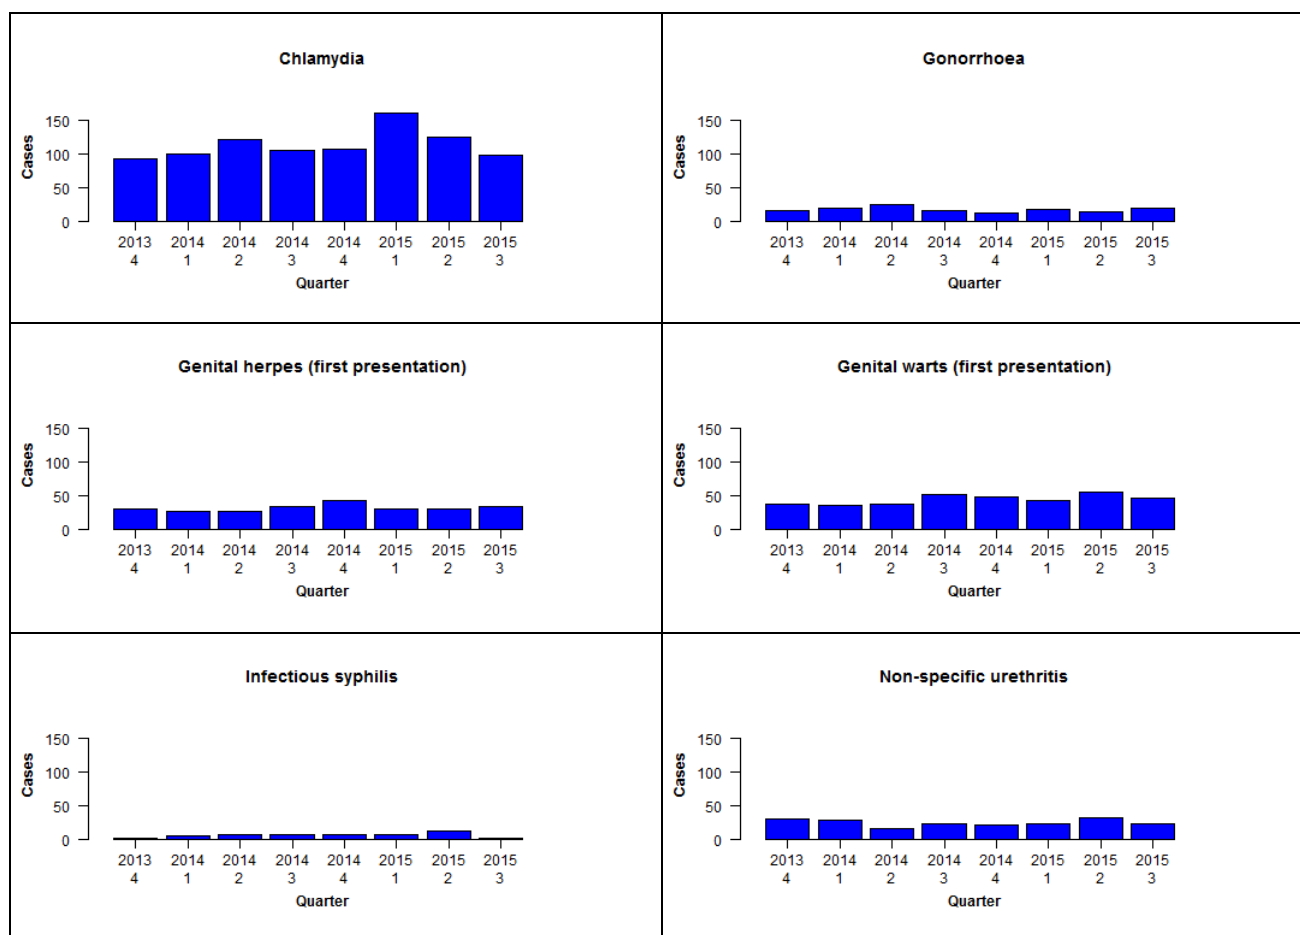 Chlamydia
Cases
150
100
50
0
2013 2014 2014 2014 2014 2015 2015 2015
4 1 2 3 4 1 2 3
Quarter
Gonorrhoea
Cases
150
100
50
0
2013 2014 2014 2014 2014 2015 2015 2015
4 1 2 3 4 1 2 3
Quarter
Genital herpes (first presentation)
Cases
150
100
50
0
2013 2014 2014 2014 2014 2015 2015 2015
4 1 2 3 4 1 2 3
Quarter
Genital warts (first presentation)
Cases
150
100
50
0
2013 2014 2014 2014 2014 2015 2015 2015
4 1 2 3 4 1 2 3
Quarter
Infectious syphilis
Cases
150
100
50
0
2013 2014 2014 2014 2014 2015 2015 2015
4 1 2 3 4 1 2 3
Quarter
Non-specific urethritis
Cases
150
100
50
0
2013 2014 2014 2014 2014 2015 2015 2015
4 1 2 3 4 1 2 3
Quarter